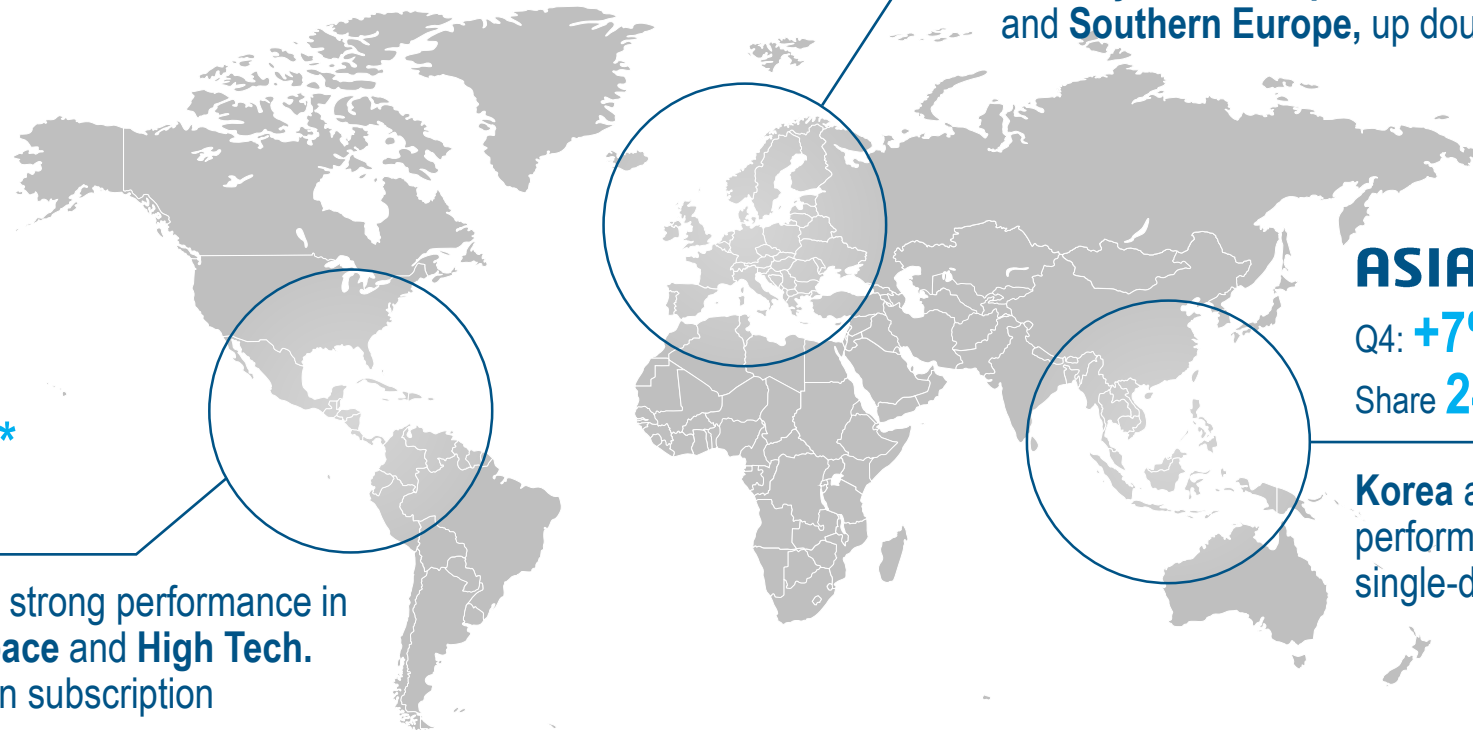 and Southern Europe, up dou
ASIA
Q4: +7%
Share 2
*
Korea a
perform
single-d
strong performance in
ace and High Tech.
n subscription